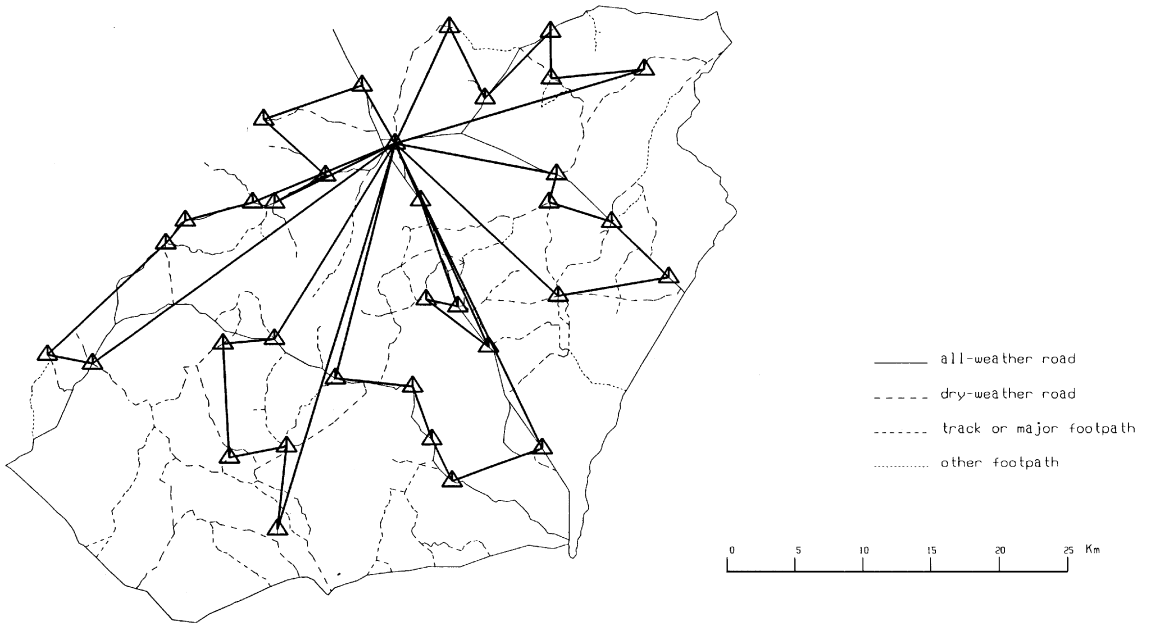 all-weather road
dry-weather road
track or major footpath
other footpath
0 5 10 15 20 25 Km